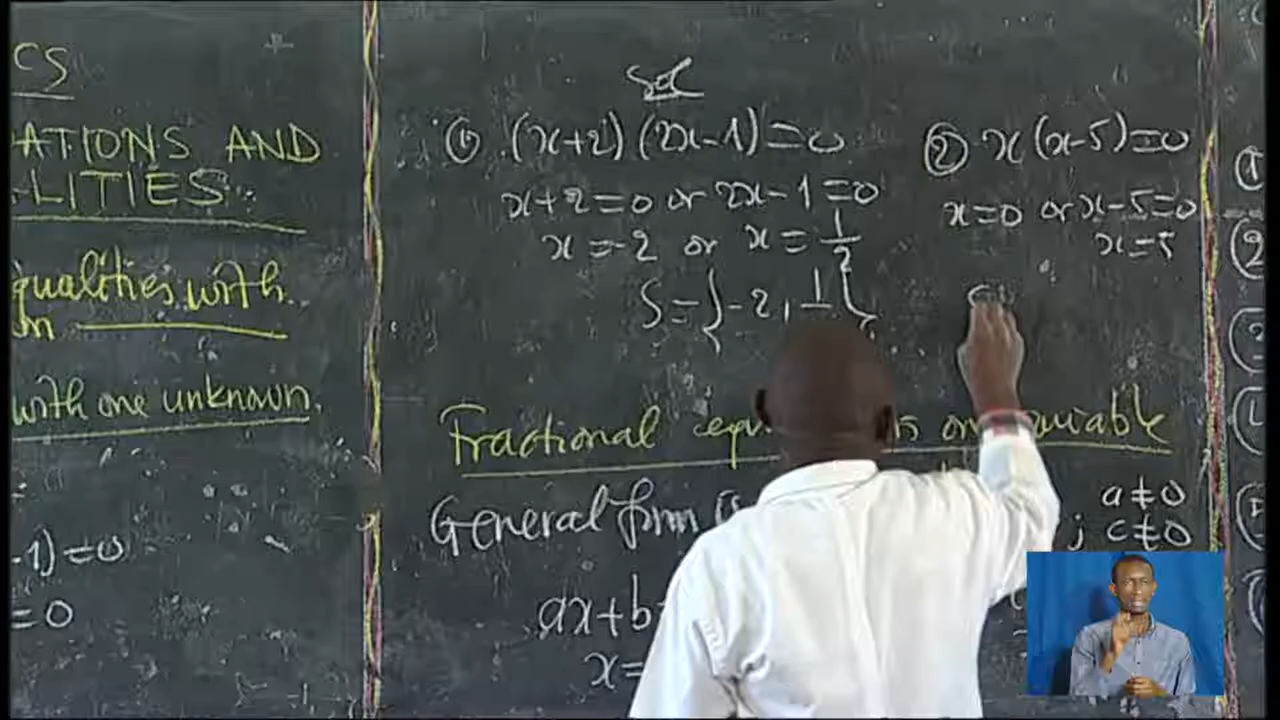 CS
ATIONS AND
LITIES
qualities with
with one unknown.
-1) = 0
= 0
Sol
① (x+2)(2x-1)=0
x+2=0 or 2x-1=0
x=-2 or x=1/2
S={-2, 1
② x(x-5)=0
x=0 or x-5=0
x=5
Fractional one variable
General form
a≠0
; c≠0
ax+b
x=